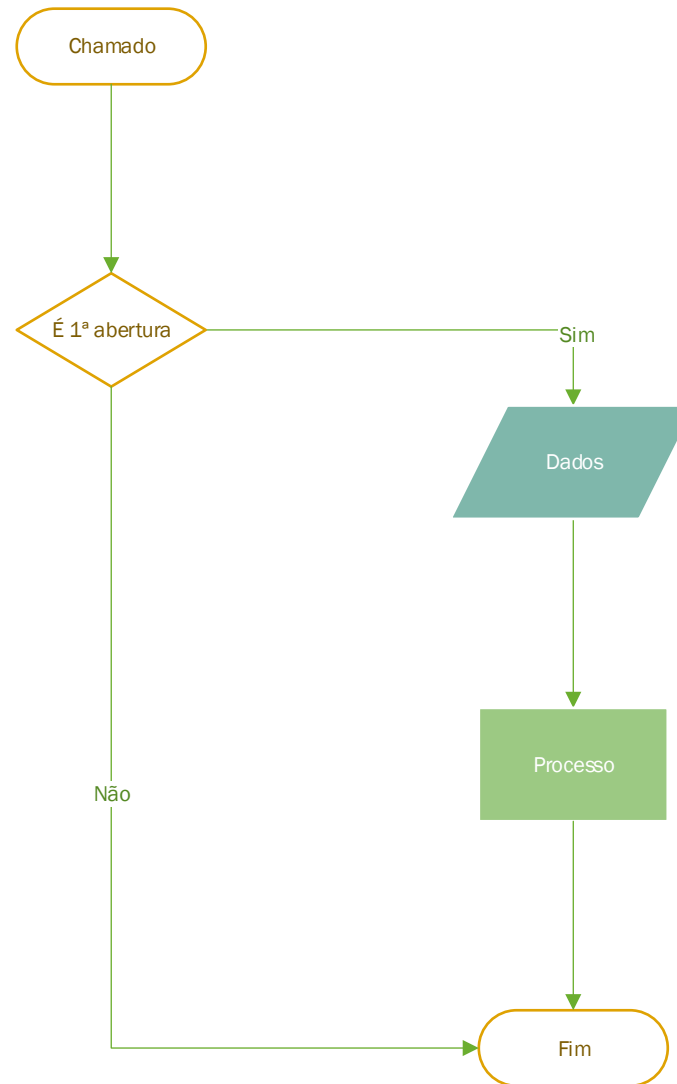 Chamado
É 1ª abertura
Sim
Dados
Processo
Não
Fim